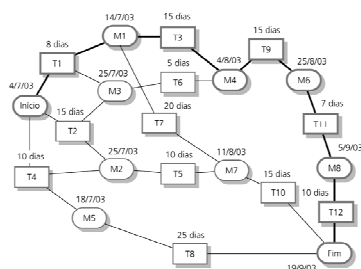 14/7/03
15 dias
M1
T3
15 dias
8 dias
T9
T1
25/7/03
5 dias
4/8/03
25/8/03
M3
T6
M4
M6
4/7/03
Início
15 dias
20 dias
7 dias
T2
T7
T11
25/7/03
11/8/03
5/9/03
10 dias
10 dias
15 dias
T4
M2
T5
M7
M8
18/7/03
T10
10 dias
M5
T12
25 dias
T8
Fim
19/9/03